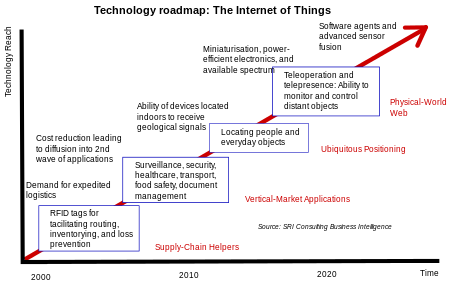 Technology roadmap: The Internet of Things
Technology Reach
Software agents and
advanced sensor
fusion
Miniaturisation, power-
efficient electronics, and
available spectrum
Teleoperation and
telepresence: Ability to
monitor and control
distant objects
Physical-World
Web
Ability of devices located
indoors to receive
geological signals
Locating people and
everyday objects
Ubiquitous Positioning
Cost reduction leading
to diffusion into 2nd
wave of applications
Surveillance, security,
healthcare, transport,
food safety, document
management
Vertical-Market Applications
Demand for expedited
logistics
RFID tags for
tacilitating routing,
inventorying, and loss
prevention
Supply-Chain Helpers
Source: SRI Consulting Business Intelligence
2000
2010
2020
Time